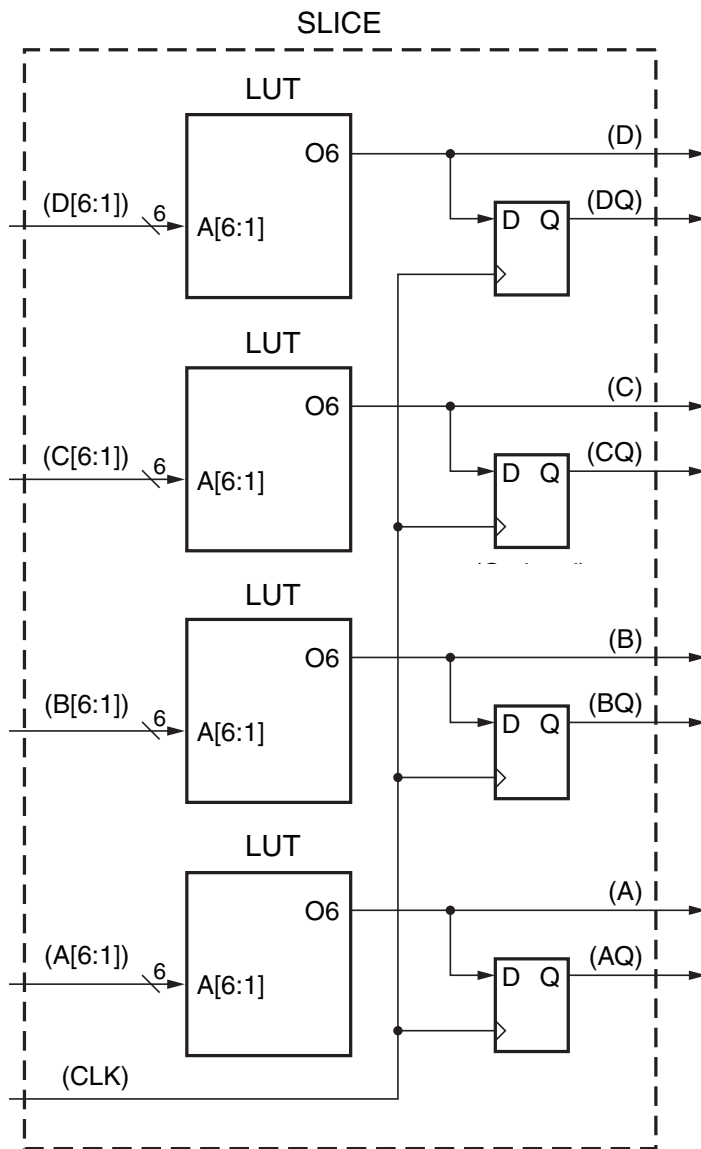 SLICE
LUT
O6
(D)
(D[6:1])
6
A[6:1]
D Q
(DQ)
LUT
O6
(C)
(C[6:1])
6
A[6:1]
D Q
(CQ)
LUT
O6
(B)
(B[6:1])
6
A[6:1]
D Q
(BQ)
LUT
O6
(A)
(A[6:1])
6
A[6:1]
D Q
(AQ)
(CLK)